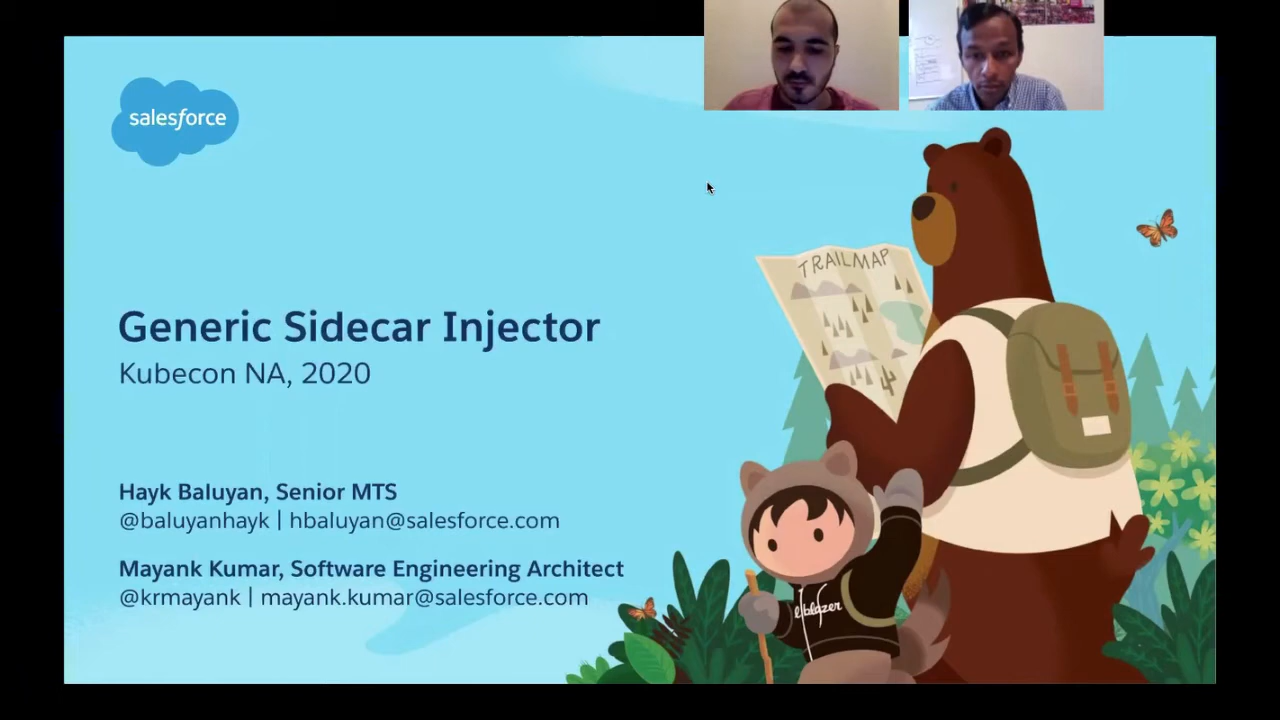 salesforce
TRAILMAP
Generic Sidecar Injector
Kubecon NA, 2020
Hayk Baluyan, Senior MTS
@baluyanhayk | hbaluyan@salesforce.com
Mayank Kumar, Software Engineering Architect
@krmayank | mayank.kumar@salesforce.com